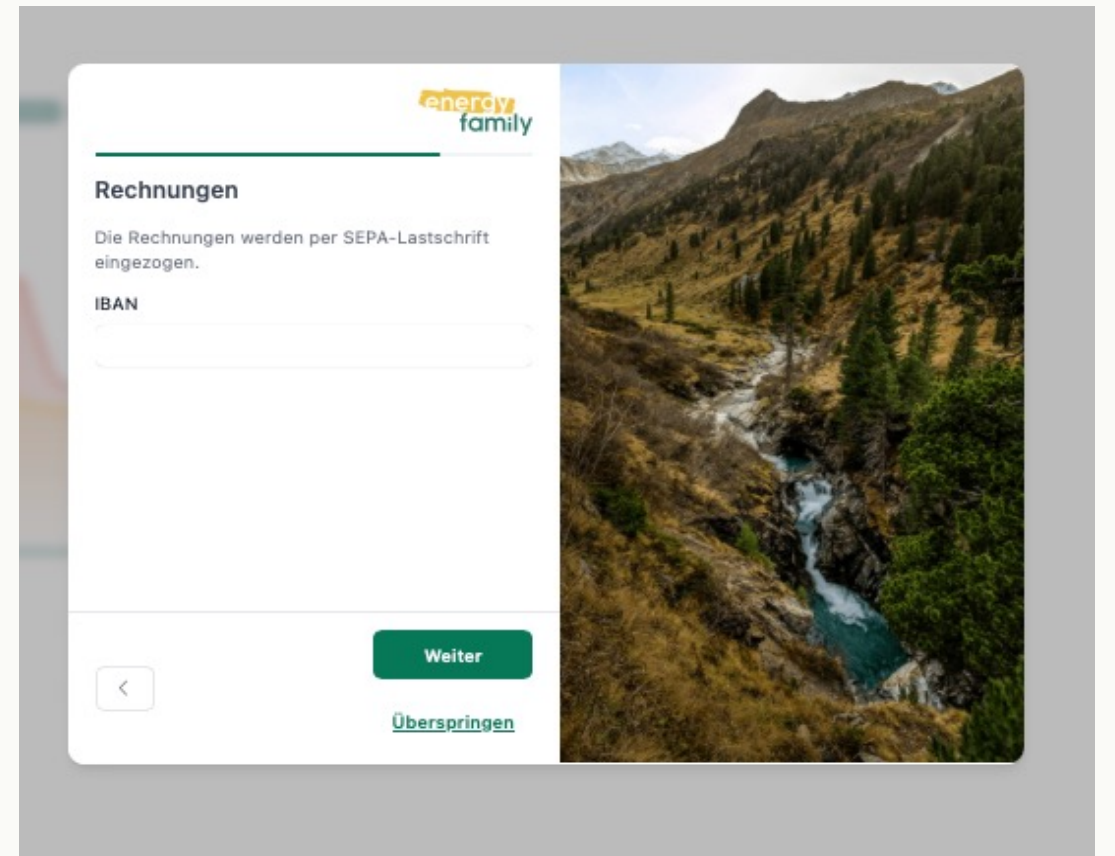 energy
family
Rechnungen
Die Rechnungen werden per SEPA-Lastschrift
eingezogen.
IBAN
Weiter
Überspringen